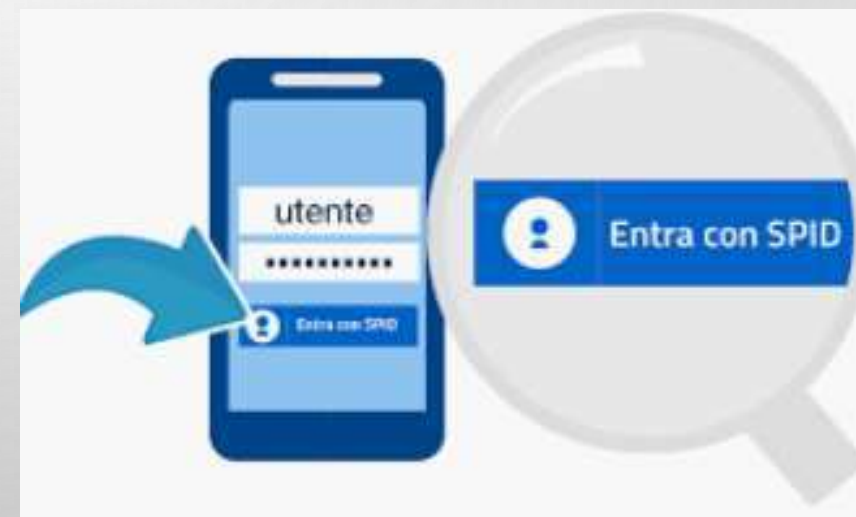 utente
••••••••••
Entra con SPID
Entra con SPID